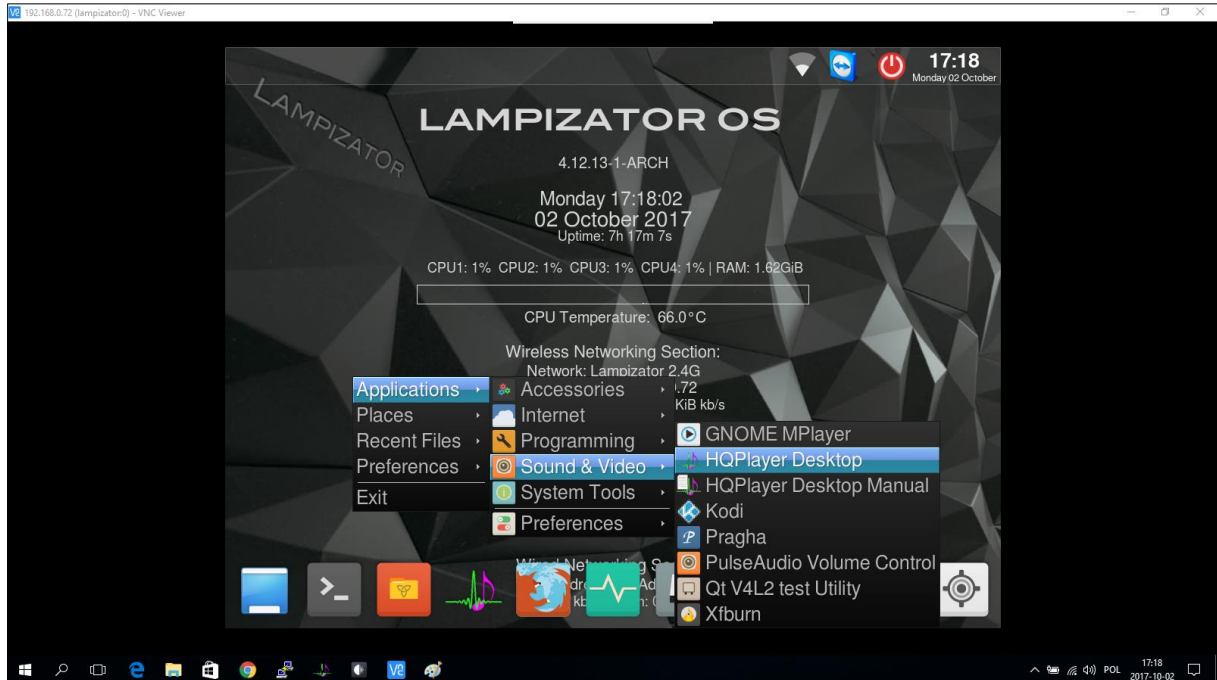 192.168.0.72 (lampizator:0) - VNC Viewer
17:18
Monday 02 October
LAMPIZATOR
LAMPIZATOR OS
4.12.13-1-ARCH
Monday 17:18:02
02 October 2017
Uptime: 7h 17m 7s
CPU1: 1% CPU2: 1% CPU3: 1% CPU4: 1% | RAM: 1.62GiB
CPU Temperature: 66.0°C
Wireless Networking Section:
Network: Lampizator 2.4G
.72
KiB kb/s
Applications
Places
Recent Files
Preferences
Exit
Accessories
Internet
Programming
Sound & Video
System Tools
Preferences
GNOME MPlayer
HQPlayer Desktop
HQPlayer Desktop Manual
Kodi
Pragha
PulseAudio Volume Control
Qt V4L2 test Utility
Xfburn
POL
17:18
2017-10-02